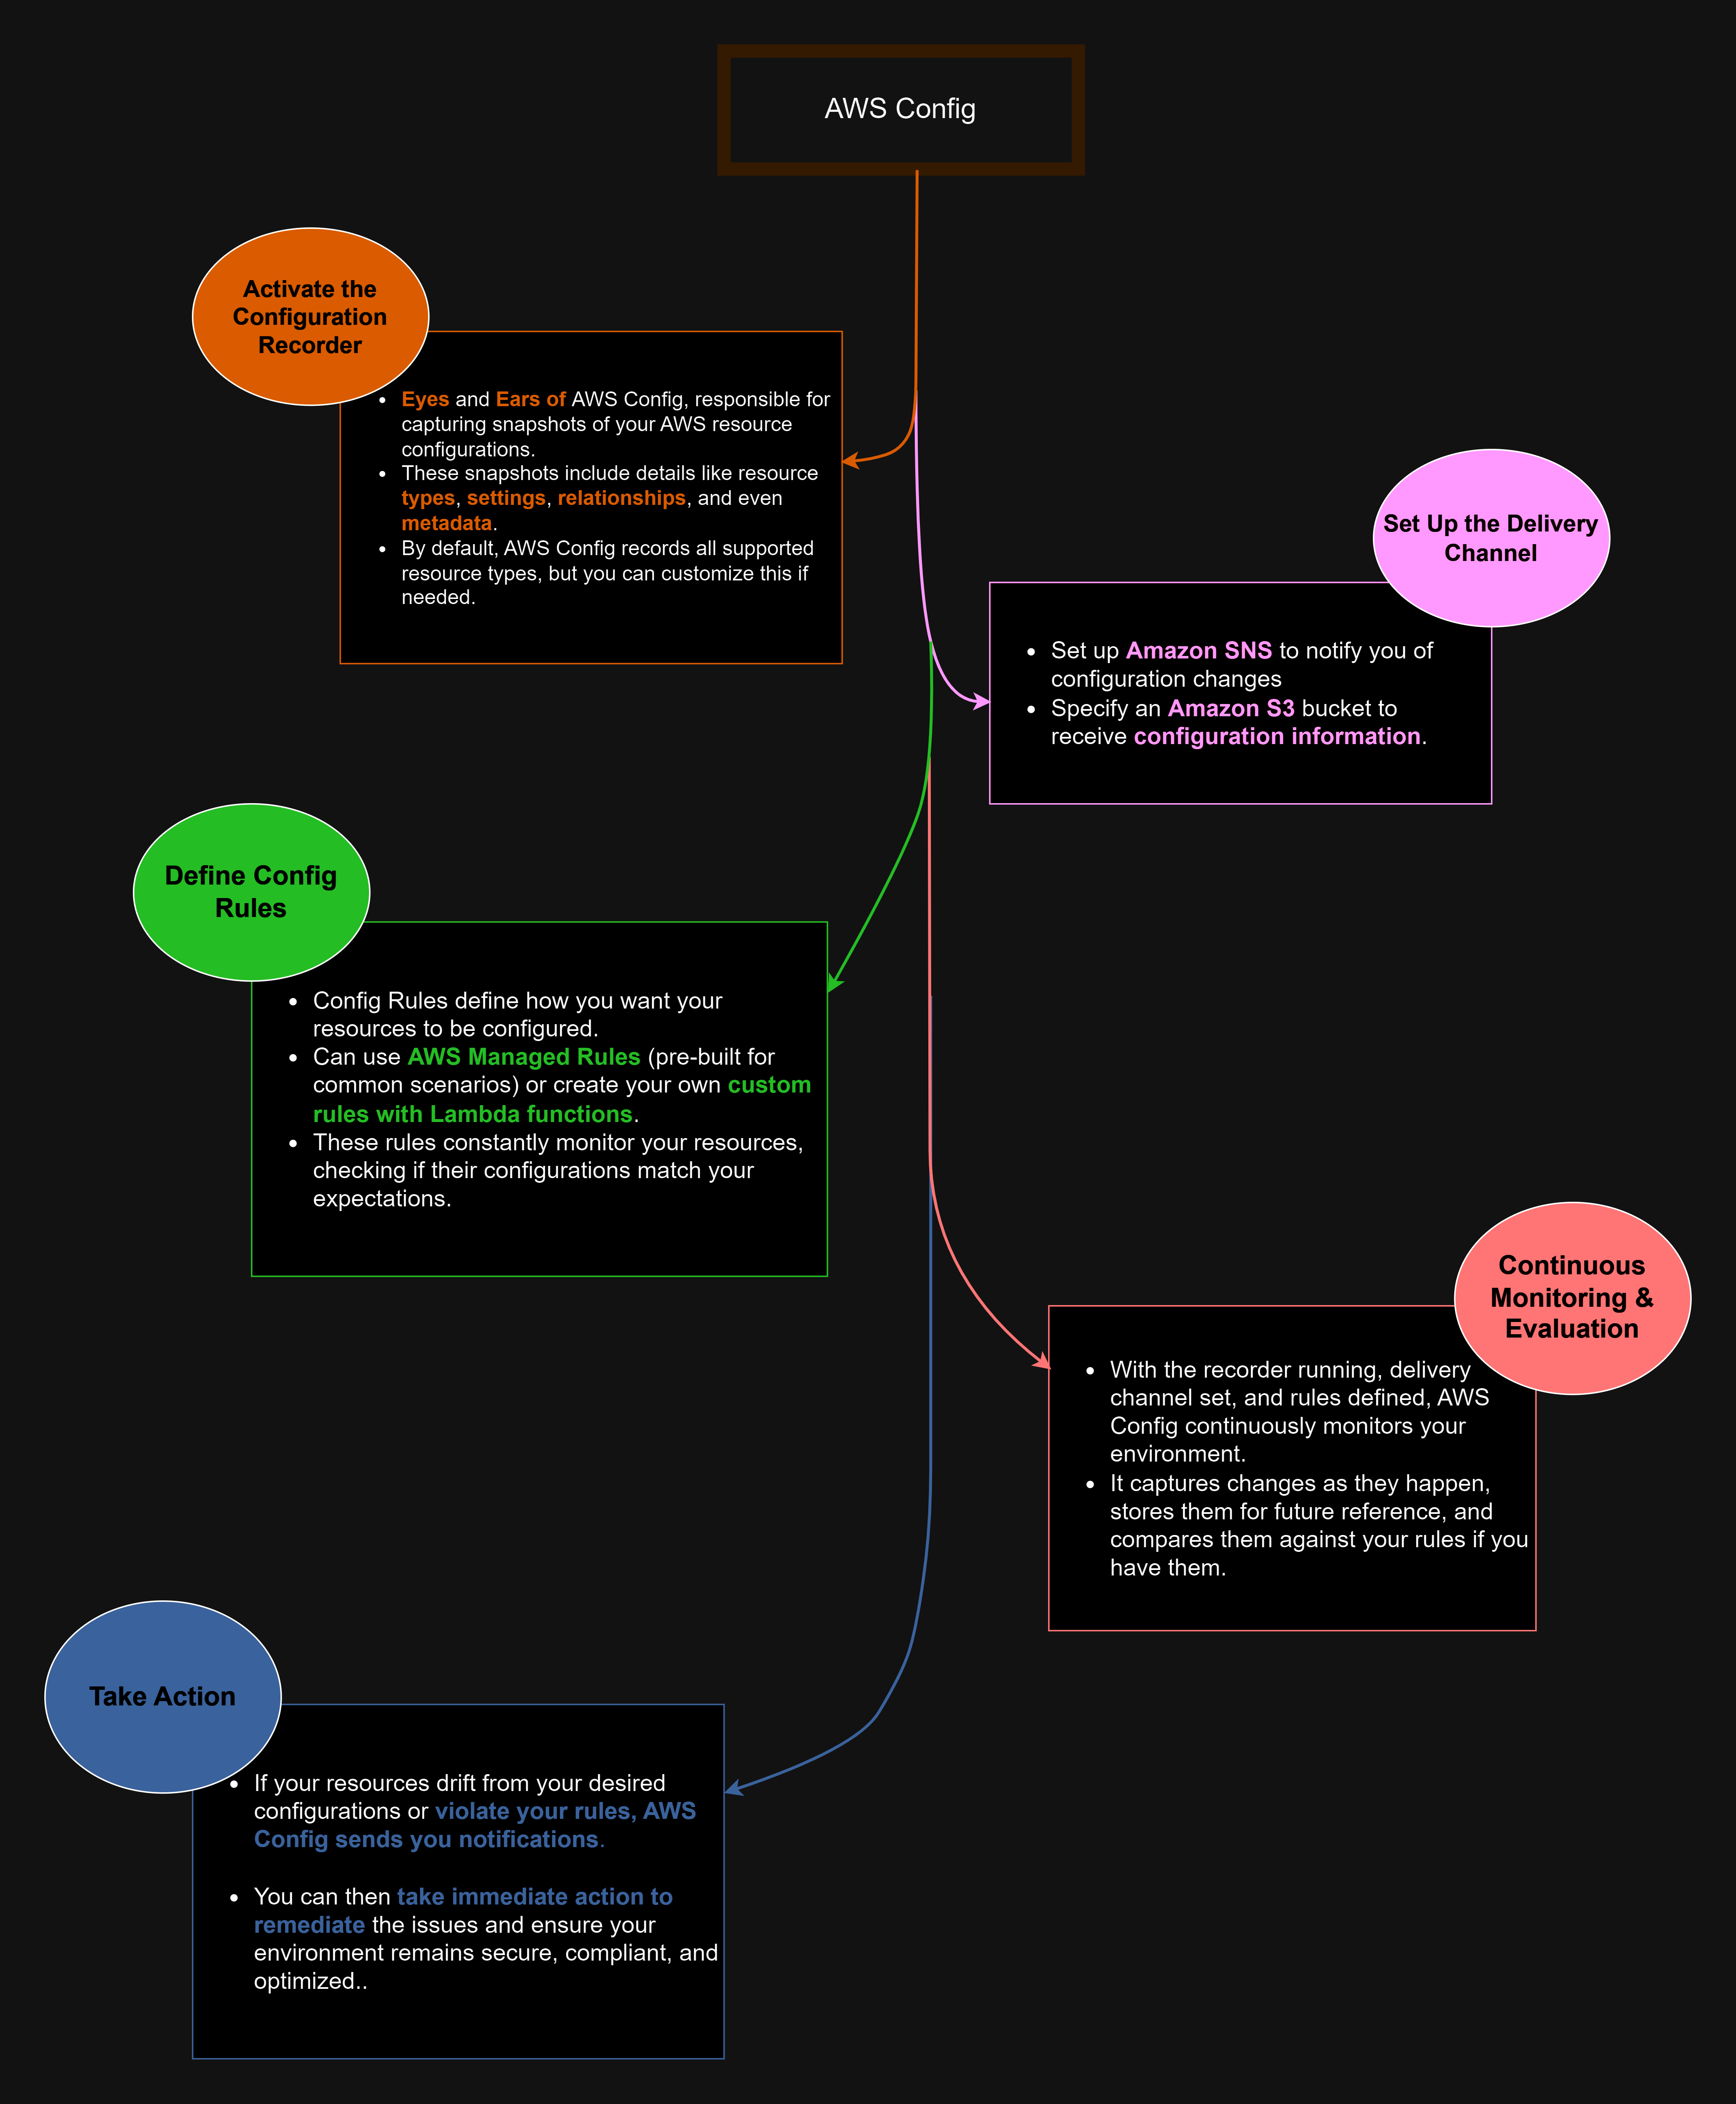 AWS Config
Activate the
Configuration
Recorder
• Eyes and Ears of AWS Config, responsible for
capturing snapshots of your AWS resource
configurations.
• These snapshots include details like resource
types, settings, relationships, and even
metadata.
• By default, AWS Config records all supported
resource types, but you can customize this if
needed.
Set Up the Delivery
Channel
• Set up Amazon SNS to notify you of
configuration changes
• Specify an Amazon S3 bucket to
receive configuration information.
Define Config
Rules
• Config Rules define how you want your
resources to be configured.
• Can use AWS Managed Rules (pre-built for
common scenarios) or create your own custom
rules with Lambda functions.
• These rules constantly monitor your resources,
checking if their configurations match your
expectations.
Continuous
Monitoring &
Evaluation
• With the recorder running, delivery
channel set, and rules defined, AWS
Config continuously monitors your
environment.
• It captures changes as they happen,
stores them for future reference, and
compares them against your rules if you
have them.
Take Action
• If your resources drift from your desired
configurations or violate your rules, AWS
Config sends you notifications.
• You can then take immediate action to
remediate the issues and ensure your
environment remains secure, compliant, and
optimized..